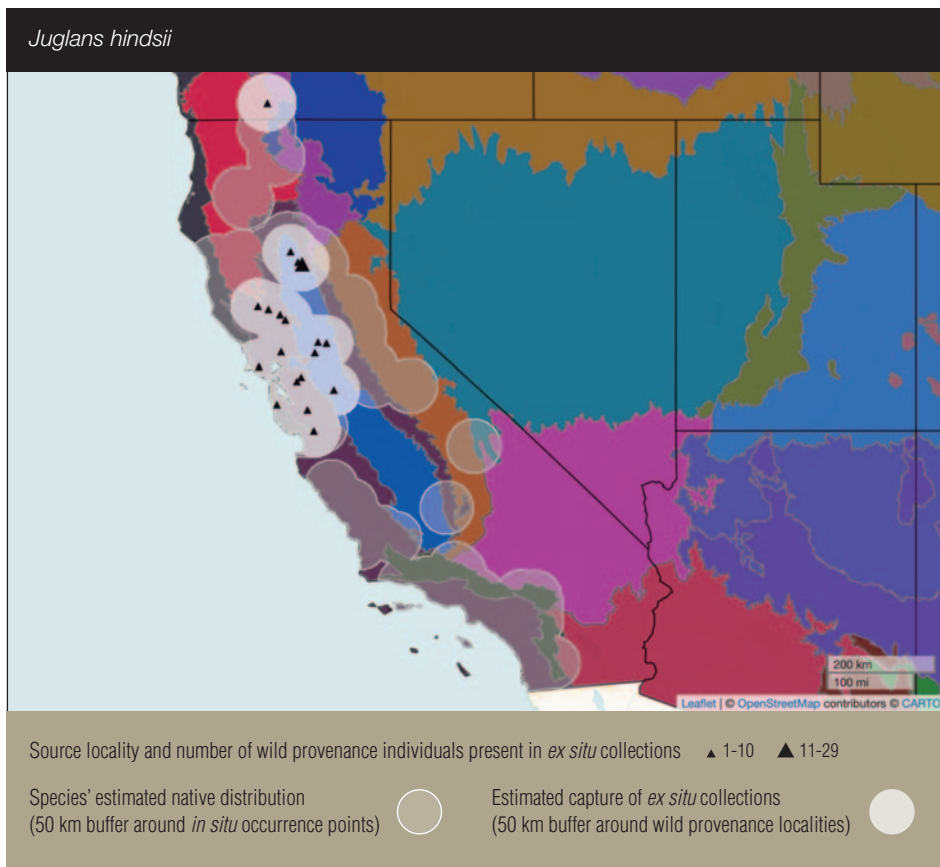 Juglans hindsii
200 km
100 mi
Leaflet | © OpenStreetMap contributors © CARTO
Source locality and number of wild provenance individuals present in ex situ collections ▲ 1-10 ▲ 11-29
Species’ estimated native distribution
(50 km buffer around in situ occurrence points)
Estimated capture of ex situ collections
(50 km buffer around wild provenance localities)